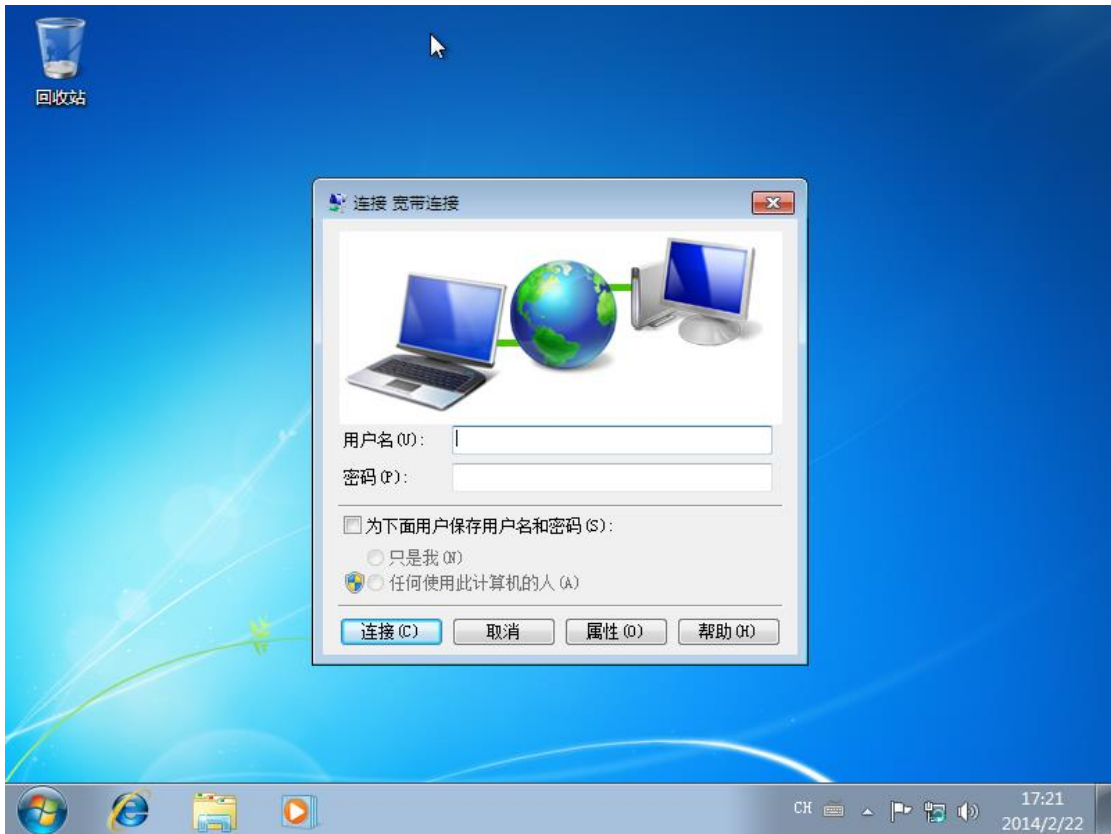 回收站
连接 宽带连接
用户名(U):
密码(P):
为下面用户保存用户名和密码(S):
只是我(N)
任何使用此计算机的人(A)
连接(C) 取消 属性(O) 帮助(H)
CH
17:21
2014/2/22